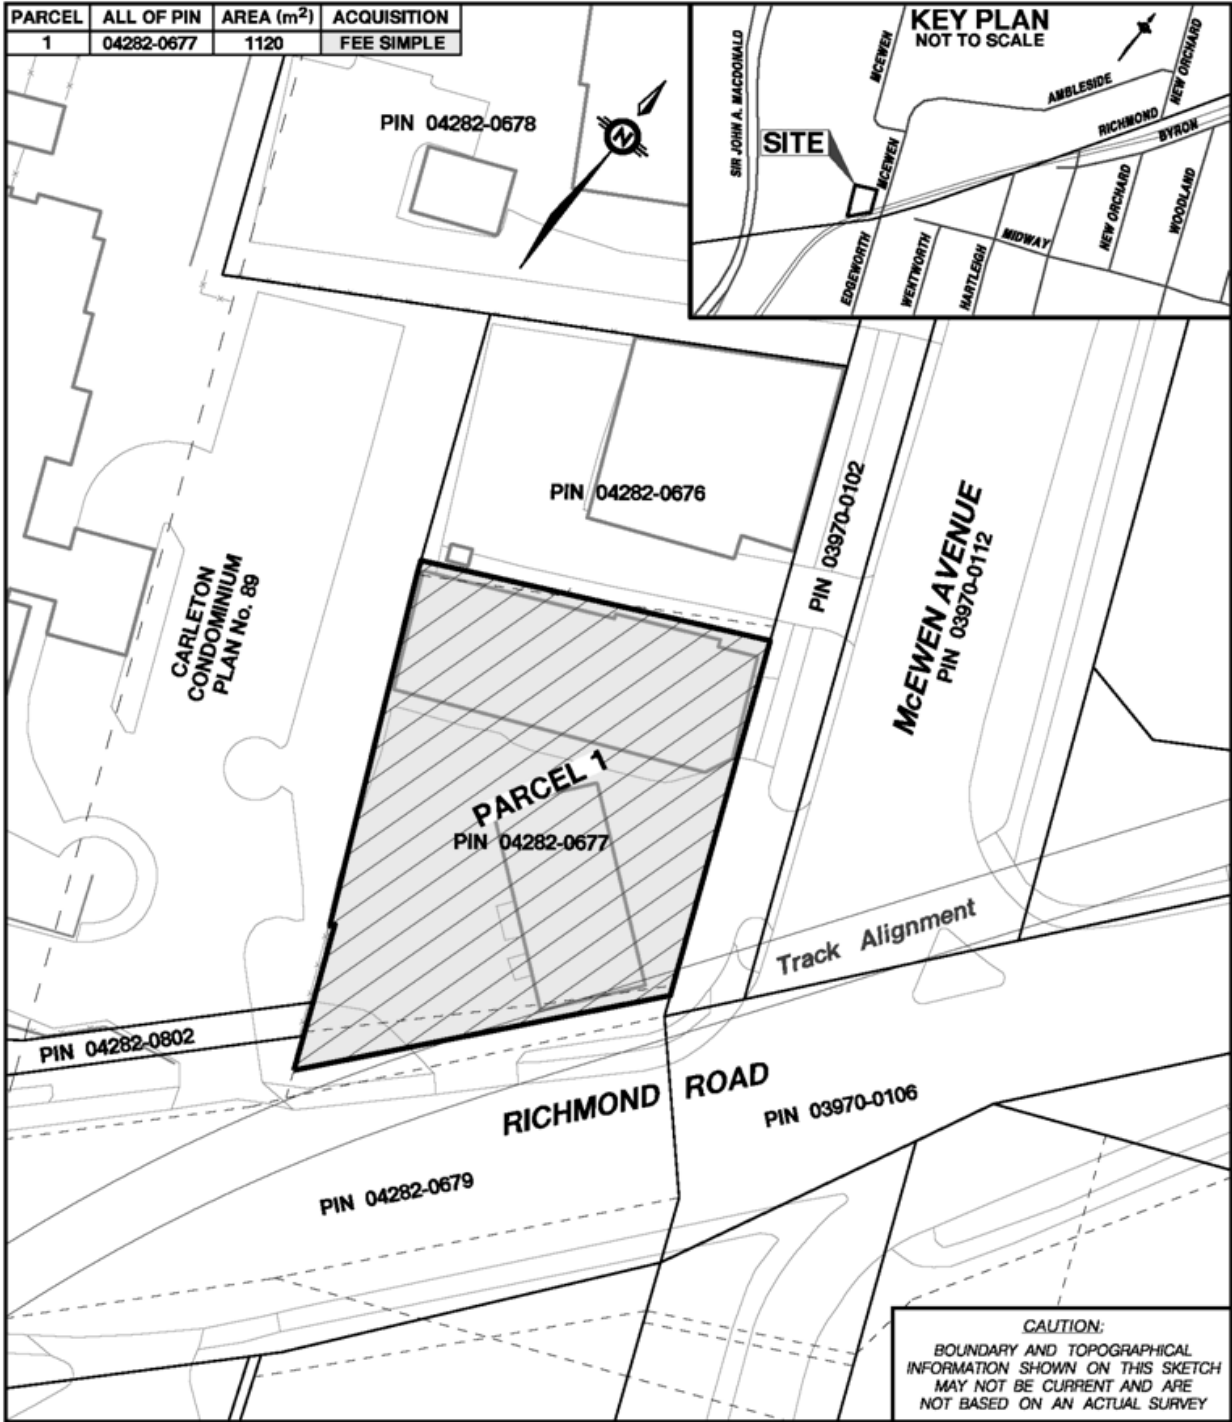 PARCEL ALL OF PIN AREA (m²) ACQUISITION
1 04282-0677 1120 FEE SIMPLE
KEY PLAN
NOT TO SCALE
SIR JOHN A. MACDONALD
MCEWEN
NEW ORCHARD
AMBLESIDE
RICHMOND
BYRON
SITE
MCEWEN
EDGEWORTH
WENTWORTH
HARTLEIGH
MIDWAY
NEW ORCHARD
WOODLAND
PIN 04282-0678
N
PIN 04282-0676
PIN 03970-0102
McEWEN AVENUE
PIN 03970-0112
CARLETON
CONDOMINIUM
PLAN No. 89
PARCEL 1
PIN 04282-0677
Track Alignment
PIN 04282-0802
RICHMOND ROAD
PIN 03970-0106
PIN 04282-0679
CAUTION:
BOUNDARY AND TOPOGRAPHICAL
INFORMATION SHOWN ON THIS SKETCH
MAY NOT BE CURRENT AND ARE
NOT BASED ON AN ACTUAL SURVEY